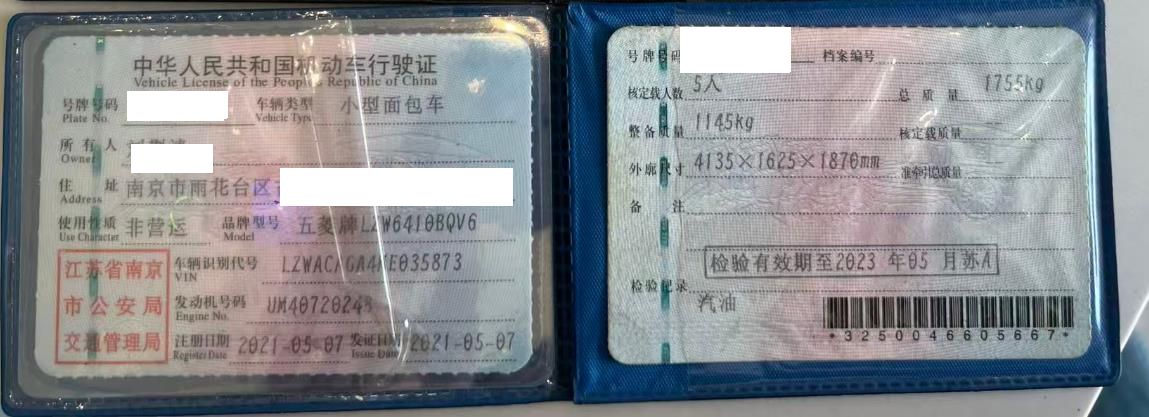 中华人民共和国机动车行驶证
Vehicle License of the People's Republic of China
号牌号码 车辆类型 小型面包车
Plate No. Vehicle Type
所有人
Owner
住址 南京市雨花台区
Address
使用性质 非营运 品牌型号 五菱牌LZW6410BQV6
Use Character Model
江苏省南京
市公安局
交通管理局
车辆识别代号
VIN
发动机号码 UM40720248
Engine No.
注册日期 2021-05-07 发证日期 2021-05-07
Register Date Issue Date
号牌号码 档案编号
核定载人数 5人 总质量 1755kg
整备质量 1145kg 核定载质量
外廓尺寸 4135×1625×1870mm 准牵引总质量
备注
检验有效期至2023年05月苏A
检验记录
汽油
*3250046605667*